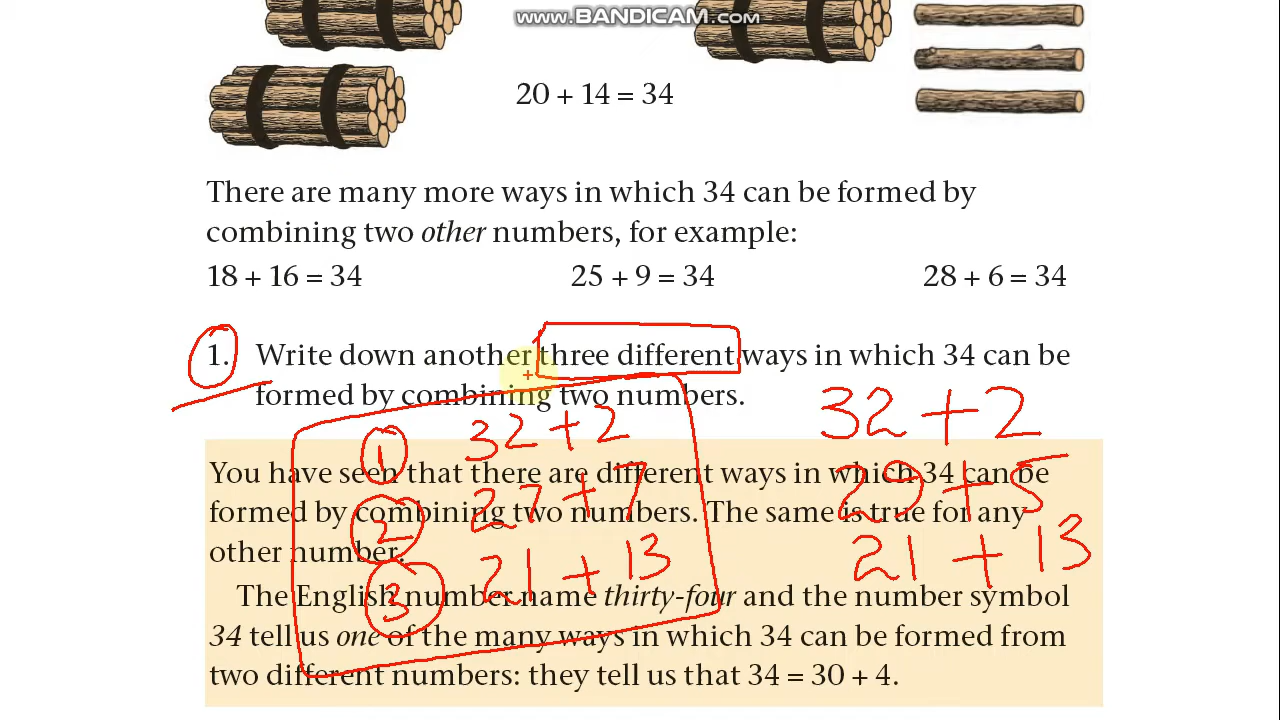 www.BANDICAM.com
20 + 14 = 34
There are many more ways in which 34 can be formed by
combining two other numbers, for example:
18 + 16 = 34 25 + 9 = 34 28 + 6 = 34
1. Write down another three different ways in which 34 can be
formed by combining two numbers.
1 32+2 32+2
You have seen that there are different ways in which 34 can be
2 27+7 29+5
formed by combining two numbers. The same is true for any
other number.
3 21+13 21+13
The English number name thirty-four and the number symbol
34 tell us one of the many ways in which 34 can be formed from
two different numbers: they tell us that 34 = 30 + 4.